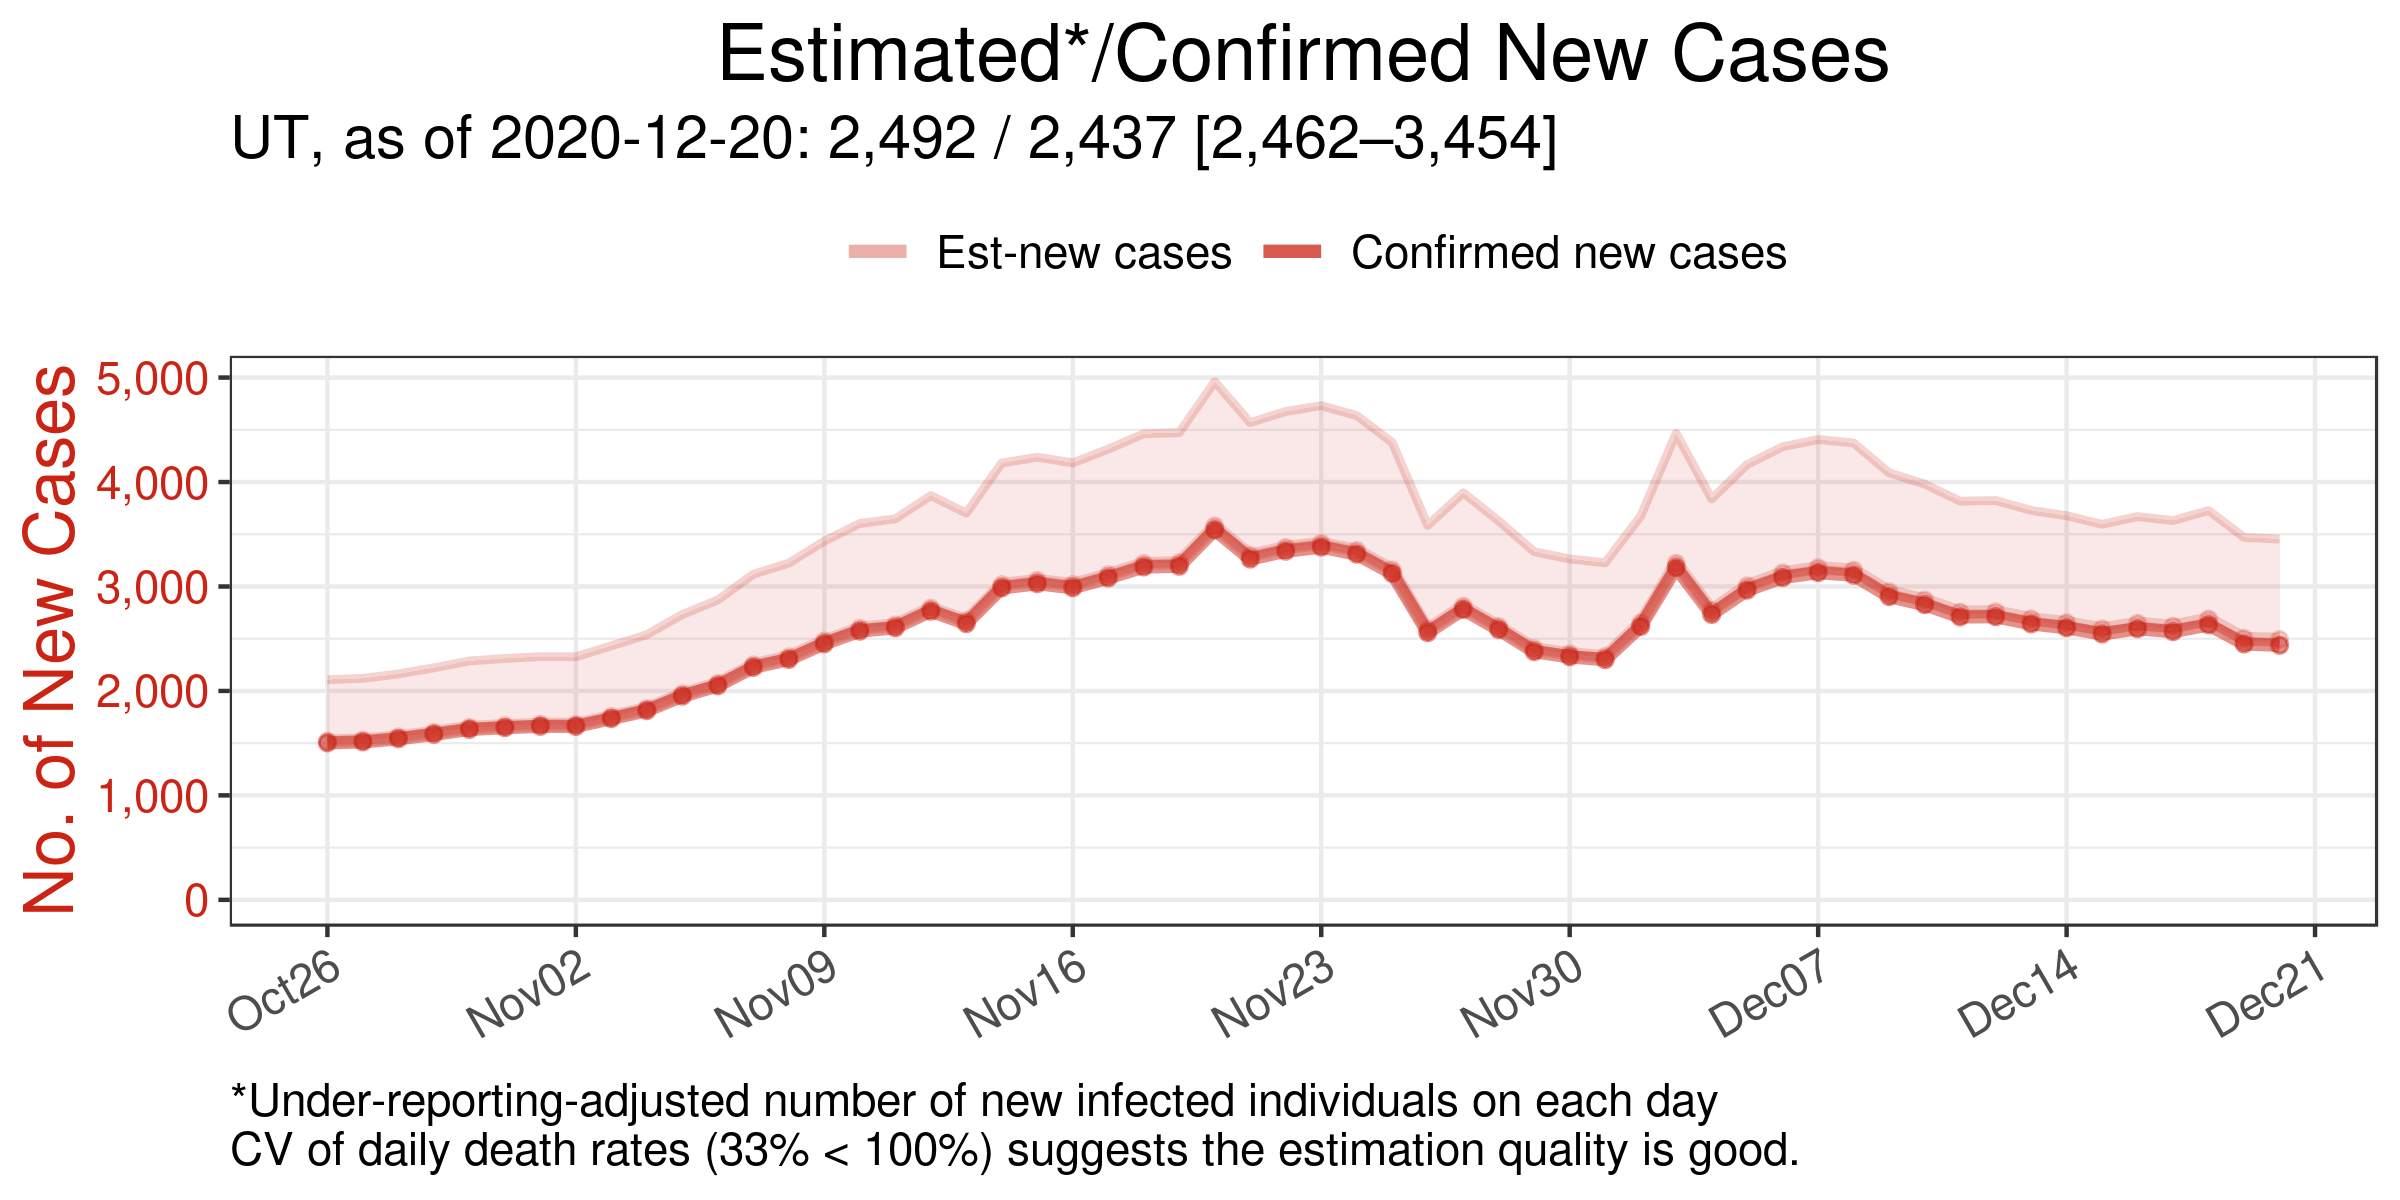 Estimated*/Confirmed New Cases
UT, as of 2020-12-20: 2,492 / 2,437 [2,462–3,454]
Est-new cases Confirmed new cases
No. of New Cases
5,000
4,000
3,000
2,000
1,000
0
Oct26 Nov02 Nov09 Nov16 Nov23 Nov30 Dec07 Dec14 Dec21
*Under-reporting-adjusted number of new infected individuals on each day
CV of daily death rates (33% < 100%) suggests the estimation quality is good.